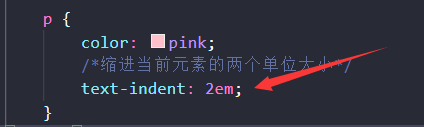 p {
color: pink;
/*缩进当前元素的两个单位大小*/
text-indent: 2em;
}